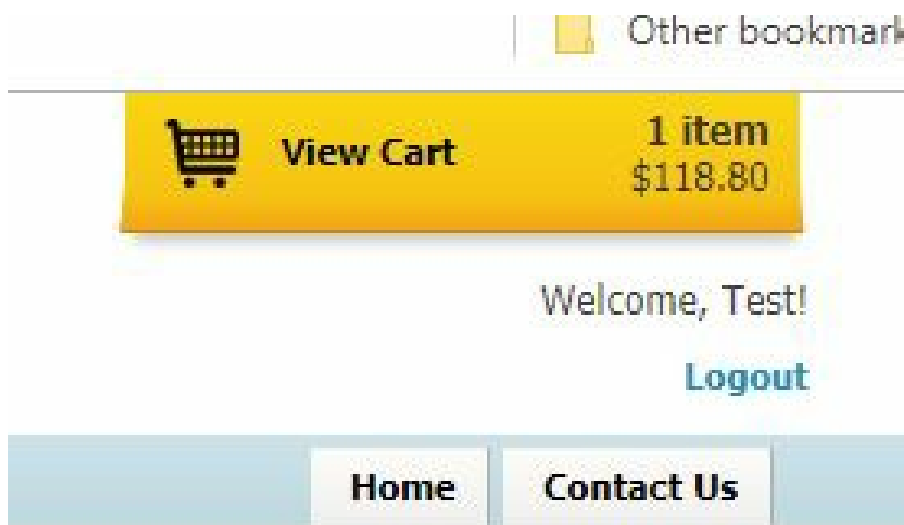 Other bookmark
View Cart
1 item
$118.80
Welcome, Test!
Logout
Home
Contact Us